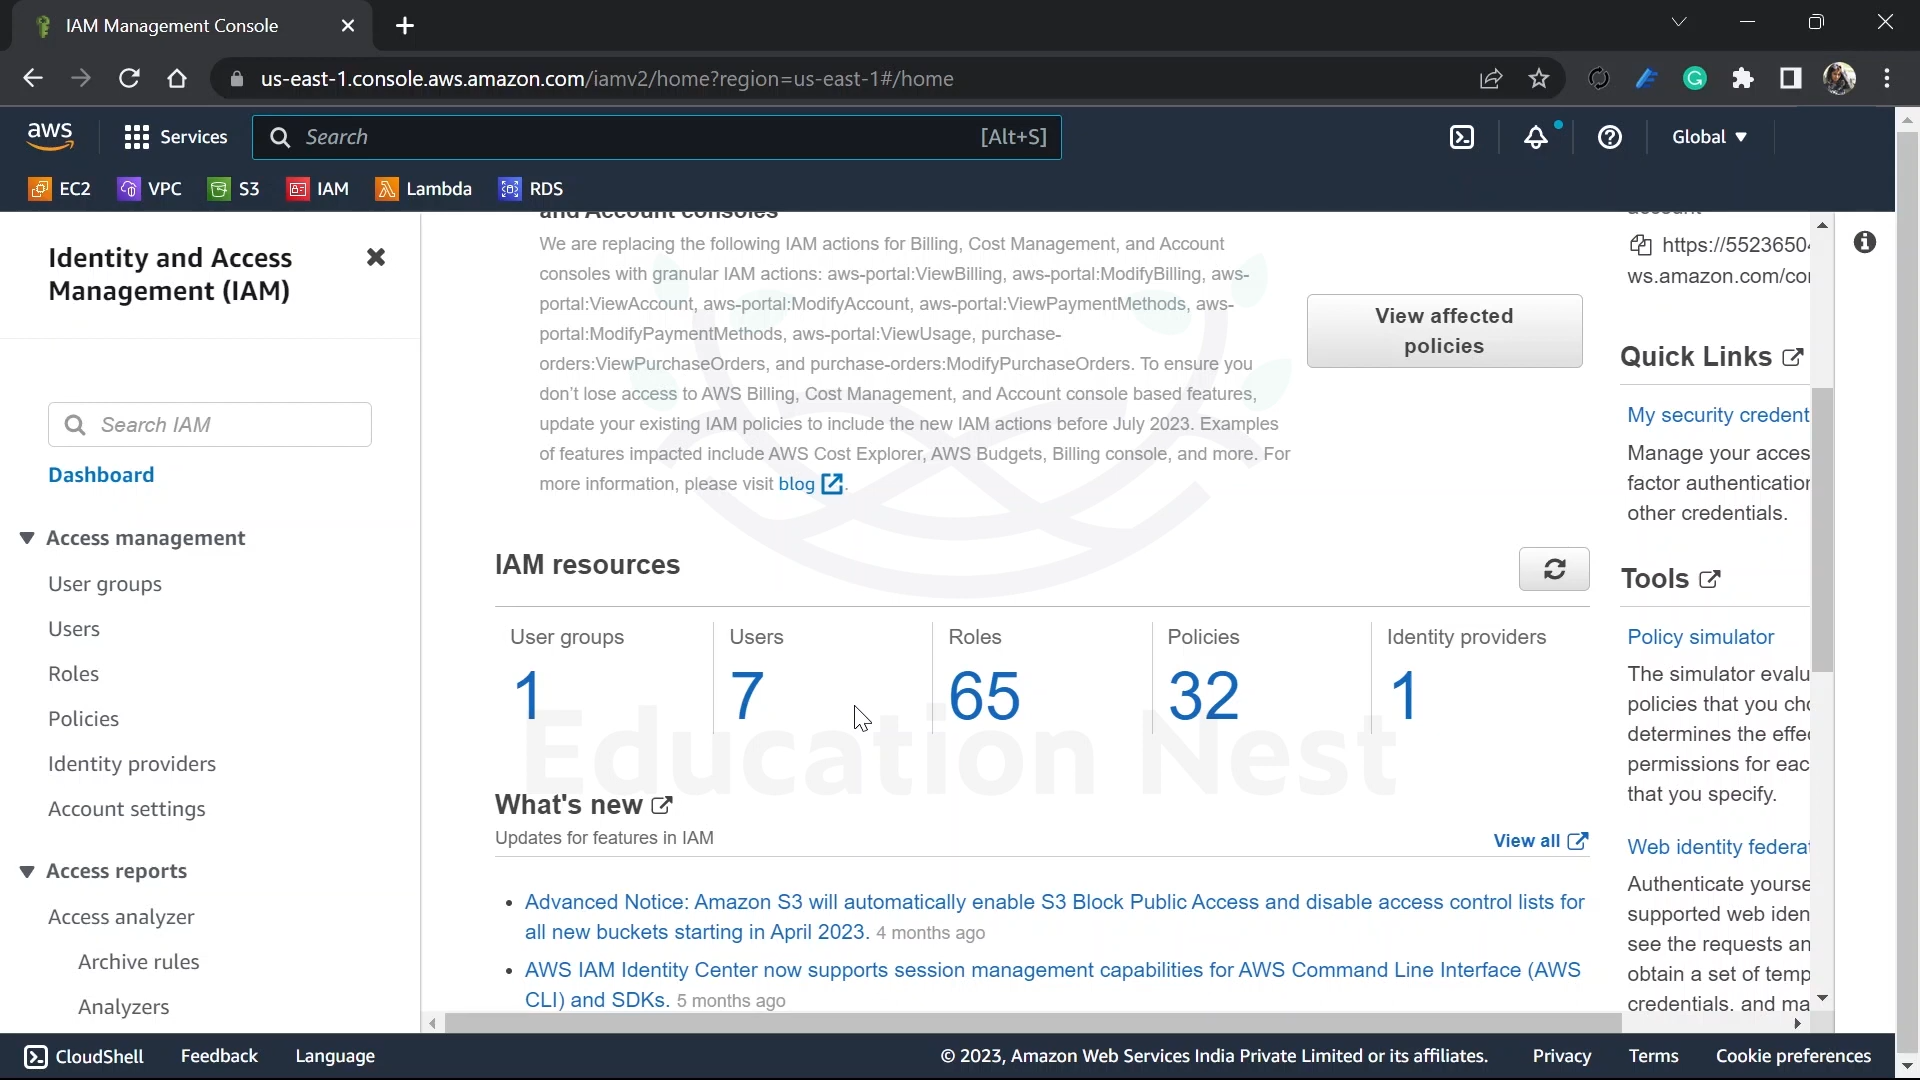 IAM Management Console
us-east-1.console.aws.amazon.com/iamv2/home?region=us-east-1#/home
aws
Services
Search
[Alt+S]
Global
EC2
VPC
S3
IAM
Lambda
RDS
Identity and Access
Management (IAM)
Search IAM
Dashboard
Access management
User groups
Users
Roles
Policies
Identity providers
Account settings
Access reports
Access analyzer
Archive rules
Analyzers
and Account consoles
We are replacing the following IAM actions for Billing, Cost Management, and Account
consoles with granular IAM actions: aws-portal:ViewBilling, aws-portal:ModifyBilling, aws-
portal:ViewAccount, aws-portal:ModifyAccount, aws-portal:ViewPaymentMethods, aws-
portal:ModifyPaymentMethods, aws-portal:ViewUsage, purchase-
orders:ViewPurchaseOrders, and purchase-orders:ModifyPurchaseOrders. To ensure you
don't lose access to AWS Billing, Cost Management, and Account console based features,
update your existing IAM policies to include the new IAM actions before July 2023. Examples
of features impacted include AWS Cost Explorer, AWS Budgets, Billing console, and more. For
more information, please visit blog .
View affected
policies
IAM resources
User groups
1
Users
7
Roles
65
Policies
32
Identity providers
1
Education Nest
What's new
Updates for features in IAM
View all
• Advanced Notice: Amazon S3 will automatically enable S3 Block Public Access and disable access control lists for
all new buckets starting in April 2023. 4 months ago
• AWS IAM Identity Center now supports session management capabilities for AWS Command Line Interface (AWS
CLI) and SDKs. 5 months ago
account
https://5523650
ws.amazon.com/co
Quick Links
My security credent
Manage your acces
factor authentication
other credentials.
Tools
Policy simulator
The simulator evalu
policies that you cho
determines the effe
permissions for eac
that you specify.
Web identity federat
Authenticate yourse
supported web iden
see the requests an
obtain a set of temp
credentials, and ma
CloudShell
Feedback
Language
© 2023, Amazon Web Services India Private Limited or its affiliates.
Privacy
Terms
Cookie preferences